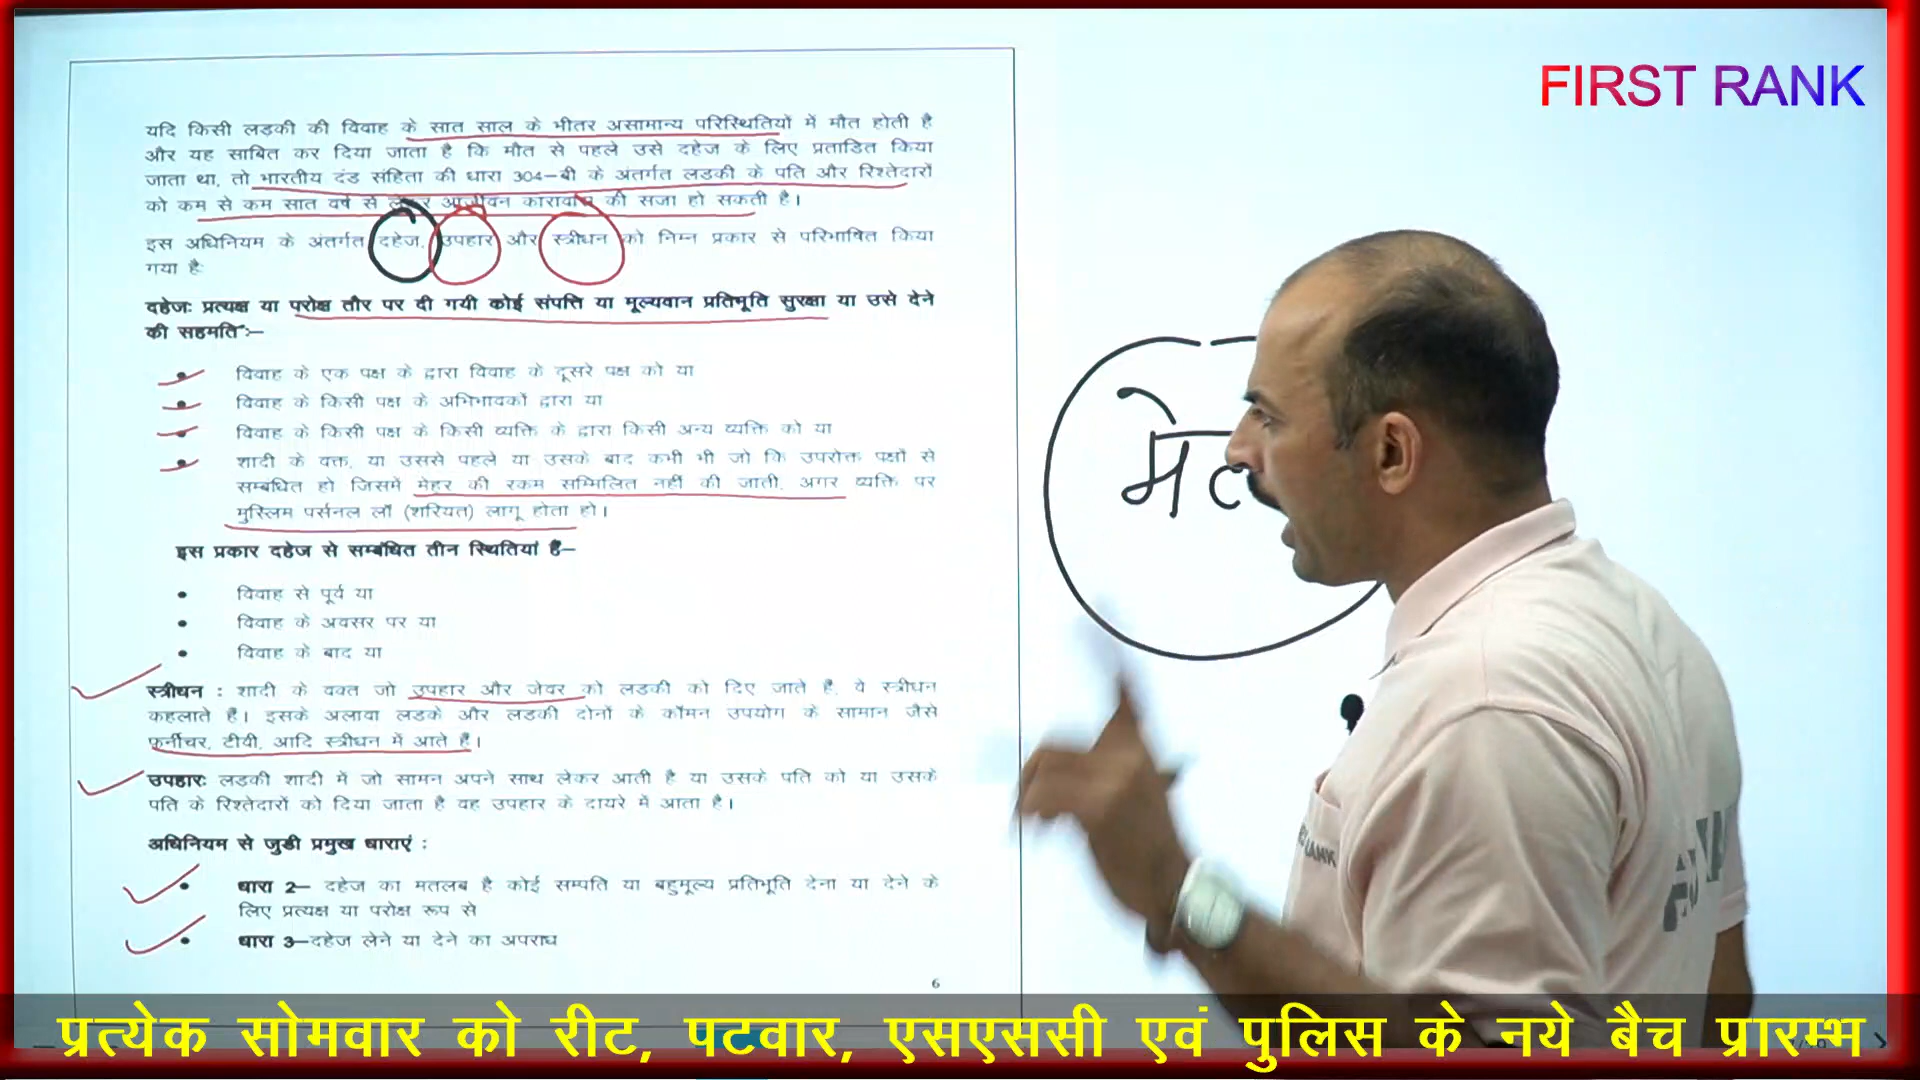 FIRST RANK
यदि किसी लड़की की विवाह के सात साल के भीतर असामान्य परिस्थितियों में मौत होती है
और यह साबित कर दिया जाता है कि मौत से पहले उसे दहेज के लिए प्रताडित किया
जाता था, तो भारतीय दंड संहिता की धारा 304–बी के अंतर्गत लडकी के पति और रिश्तेदारों
को कम से कम सात वर्ष से लेकर आजीवन कारावास की सजा हो सकती है।
इस अधिनियम के अंतर्गत दहेज, उपहार और स्त्रीधन को निम्न प्रकार से परिभाषित किया
गया है:
दहेजः प्रत्यक्ष या परोक्ष तौर पर दी गयी कोई संपत्ति या मूल्यवान प्रतिभूति सुरक्षा या उसे देने
की सहमति :–
• विवाह के एक पक्ष के द्वारा विवाह के दूसरे पक्ष को या
• विवाह के किसी पक्ष के अभिभावकों द्वारा या
• विवाह के किसी पक्ष के किसी व्यक्ति के द्वारा किसी अन्य व्यक्ति को या
• शादी के वक्त, या उससे पहले या उसके बाद कभी भी जो कि उपरोक्त पक्षों से
सम्बंधित हो जिसमें मेहर की रकम सम्मिलित नहीं की जाती, अगर व्यक्ति पर
मुस्लिम पर्सनल लॉ (शरियत) लागू होता हो।
इस प्रकार दहेज से सम्बंधित तीन स्थितियां हैं–
• विवाह से पूर्व या
• विवाह के अवसर पर या
• विवाह के बाद या
स्त्रीधन : शादी के वक्त जो उपहार और जेवर को लडकी को दिए जाते हैं, ये स्त्रीधन
कहलाते हैं। इसके अलावा लडके और लडकी दोनों के कॉमन उपयोग के सामान जैसे
फर्नीचर, टीवी, आदि स्त्रीधन में आते हैं।
उपहारः लडकी शादी में जो सामन अपने साथ लेकर आती है या उसके पति को या उसके
पति के रिश्तेदारों को दिया जाता है वह उपहार के दायरे में आता है।
अधिनियम से जुडी प्रमुख धाराएं :
• धारा 2– दहेज का मतलब है कोई सम्पति या बहुमूल्य प्रतिभूति देना या देने के
लिए प्रत्यक्ष या परोक्ष रूप से
• धारा 3–दहेज लेने या देने का अपराध
6
मे
प्रत्येक सोमवार को रीट, पटवार, एसएससी एवं पुलिस के नये बैच प्रारम्भ